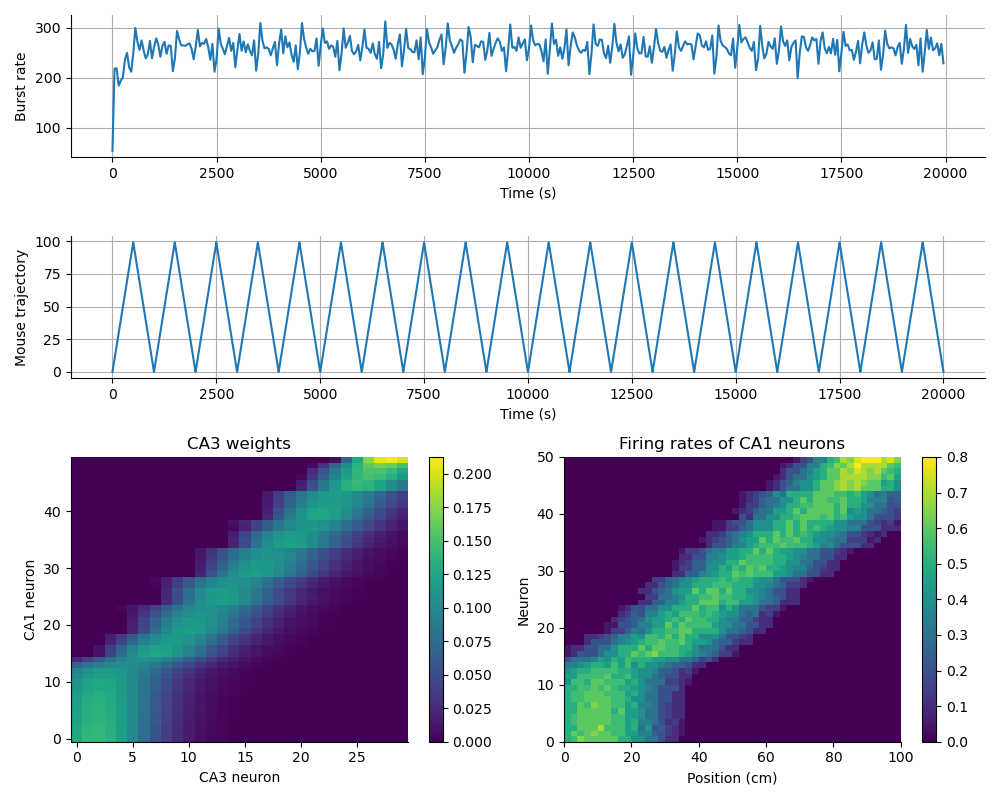 300
200
100
Burst rate
0 2500 5000 7500 10000 12500 15000 17500 20000
Time (s)
100
75
50
25
0
Mouse trajectory
0 2500 5000 7500 10000 12500 15000 17500 20000
Time (s)
CA3 weights
40
30
20
10
0
CA1 neuron
0 5 10 15 20 25
CA3 neuron
0.200
0.175
0.150
0.125
0.100
0.075
0.050
0.025
0.000
Firing rates of CA1 neurons
50
40
30
20
10
0
Neuron
0 20 40 60 80 100
Position (cm)
0.8
0.7
0.6
0.5
0.4
0.3
0.2
0.1
0.0